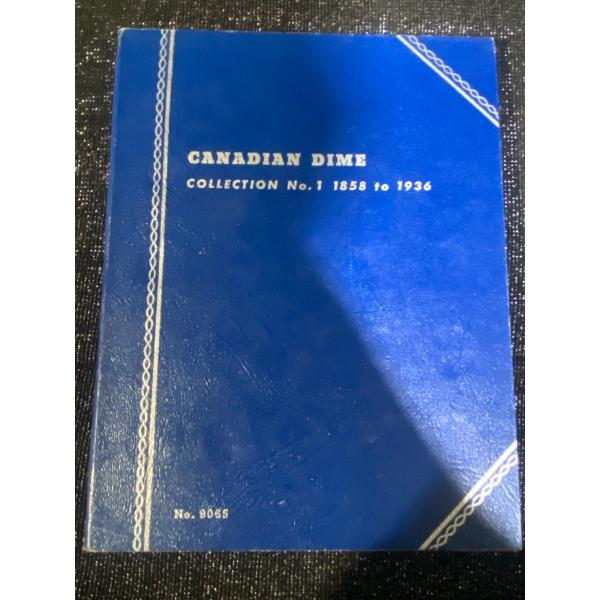 CANADIAN DIME
COLLECTION No. 1 1858 to 1936
No. 9065